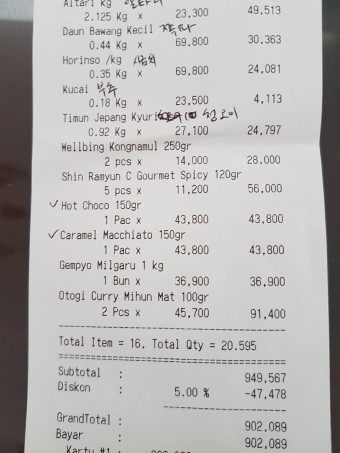 Altari kg 알타리
2.125 Kg x 23,300 49,513
Daun Bawang Kecil 쪽파
0.44 Kg x 69,800 30,363
Horinso /kg
0.35 Kg x 69,800 24,081
Kucai 부추
0.18 Kg x 23,500 4,113
Timun Jepang Kyuri
0.92 Kg x 27,100 24,797
Wellbing Kongnamul 250gr
2 pcs x 14,000 28,000
Shin Ramyun C Gourmet Spicy 120gr
5 pcs x 11,200 56,000
✓ Hot Choco 150gr
1 Pac x 43,800 43,800
✓ Caramel Macchiato 150gr
1 Pac x 43,800 43,800
Gempyo Milgaru 1 kg
1 Bun x 36,900 36,900
Otogi Curry Mihun Mat 100gr
2 Pcs x 45,700 91,400
Total Item = 16, Total Qty = 20.595
Subtotal : 949,567
Diskon : 5.00 % -47,478
GrandTotal : 902,089
Bayar : 902,089
Kartu #1 :